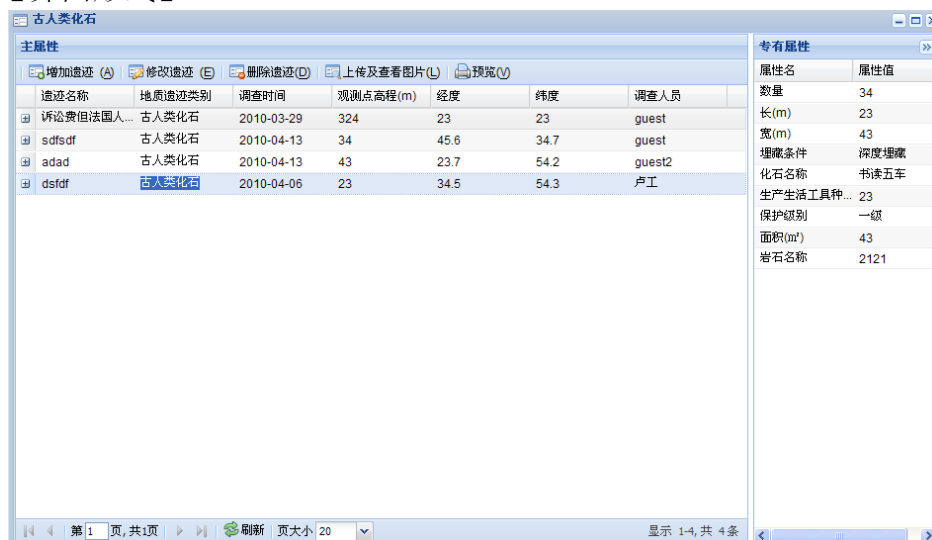 古人类化石
主属性
增加遗迹 (A) 修改遗迹 (E) 删除遗迹(D) 上传及查看图片(L) 预览(V)
遗迹名称 地质遗迹类别 调查时间 观测点高程(m) 经度 纬度 调查人员
诉讼费但法国人... 古人类化石 2010-03-29 324 23 23 guest
sdfsdf 古人类化石 2010-04-13 34 45.6 34.7 guest
adad 古人类化石 2010-04-13 43 23.7 54.2 guest2
dsfdf 古人类化石 2010-04-06 23 34.5 54.3 卢工
第 1 页,共1页 刷新 页大小 20 显示 1-4,共 4条
专有属性
属性名 属性值
数量 34
长(m) 23
宽(m) 43
埋藏条件 深度埋藏
化石名称 书读五车
生产生活工具种... 23
保护级别 一级
面积(㎡) 43
岩石名称 2121